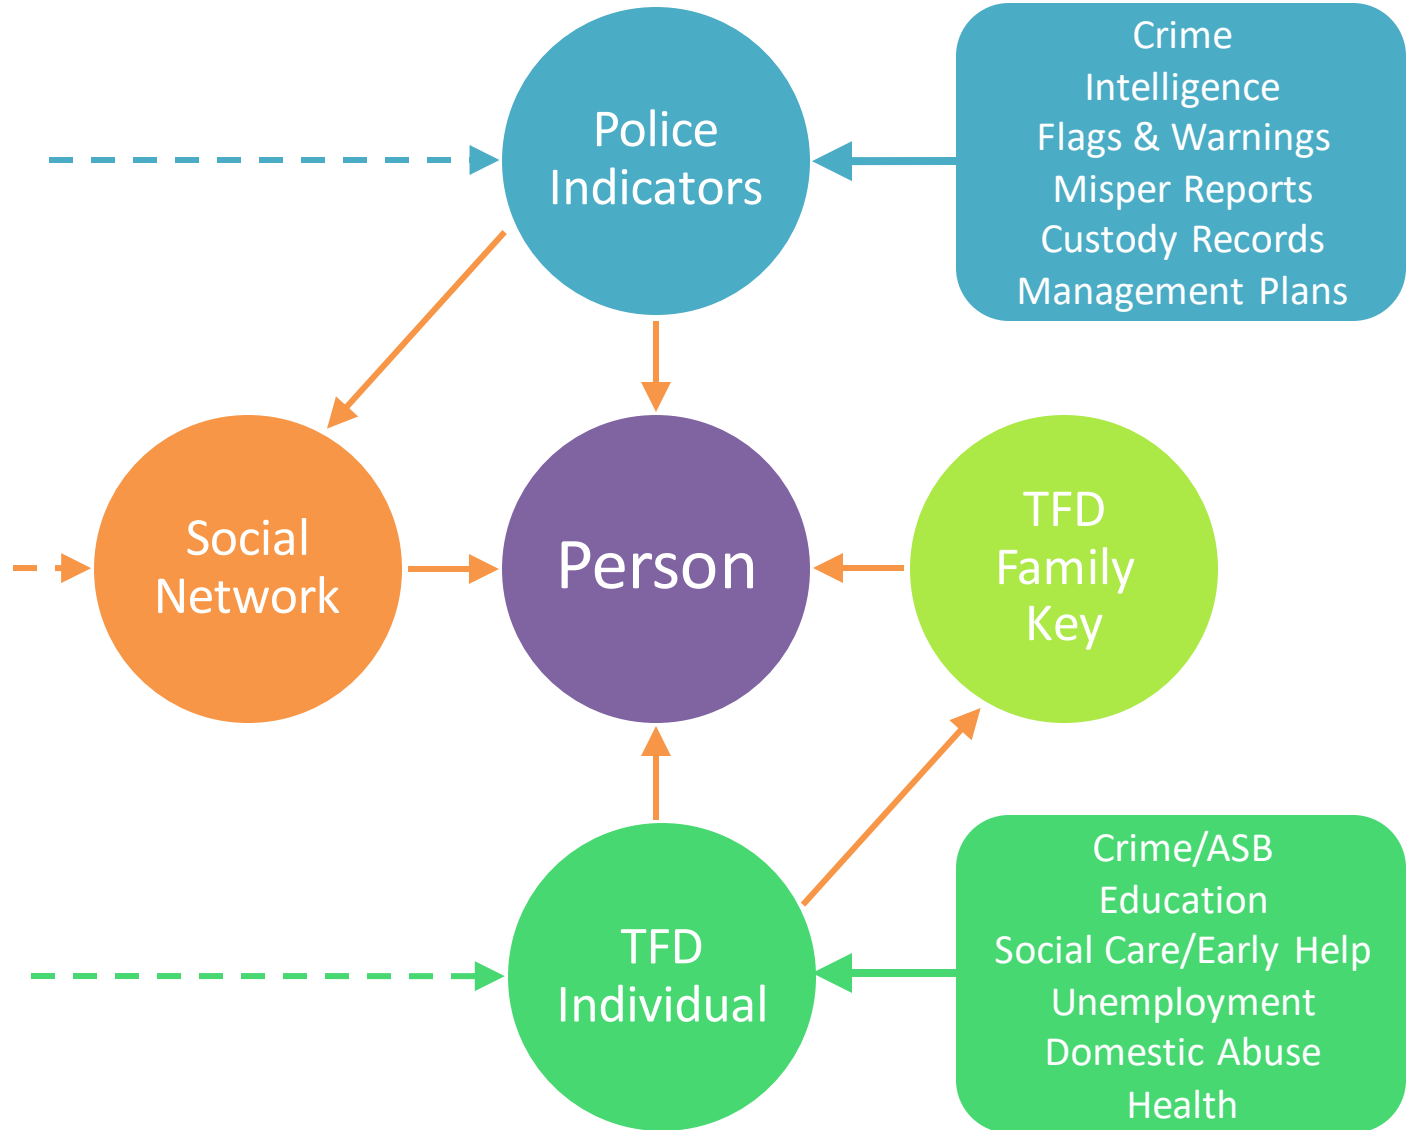 Police
Indicators
Crime
Intelligence
Flags & Warnings
Misper Reports
Custody Records
Management Plans
Social
Network
Person
TFD
Family
Key
TFD
Individual
Crime/ASB
Education
Social Care/Early Help
Unemployment
Domestic Abuse
Health